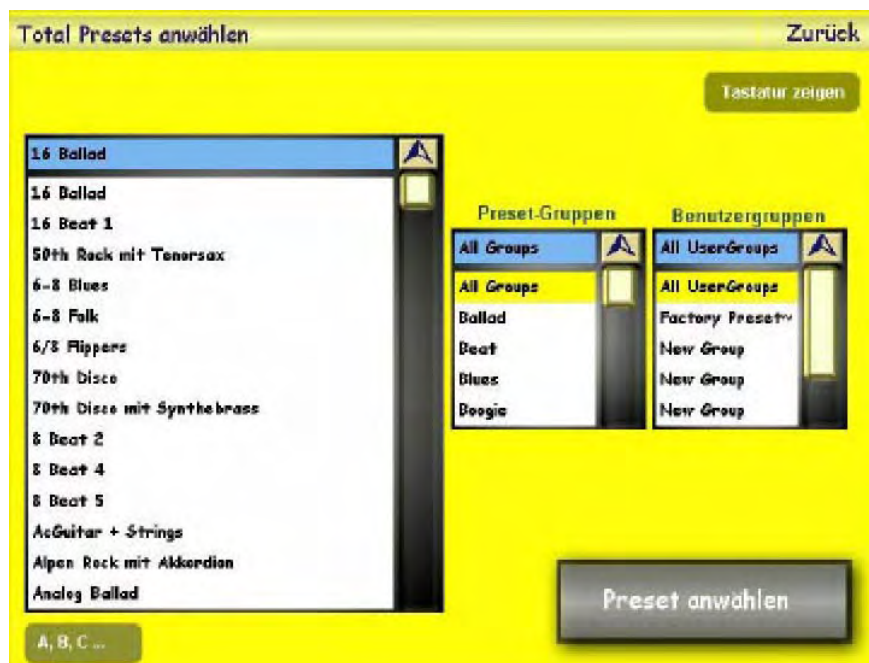 Total Presets anwählen
Zurück
Tastatur zeigen
16 Ballad
16 Ballad
16 Beat 1
50th Rock mit Tenorsax
6-8 Blues
6-8 Folk
6/8 Flippers
70th Disco
70th Disco mit Synthebrass
8 Beat 2
8 Beat 4
8 Beat 5
AcGuitar + Strings
Alpen Rock mit Akkordion
Analog Ballad
A, B, C ...
Preset-Gruppen
All Groups
All Groups
Ballad
Beat
Blues
Boogie
Benutzergruppen
All UserGroups
All UserGroups
Factory Preset~
New Group
New Group
New Group
Preset anwählen